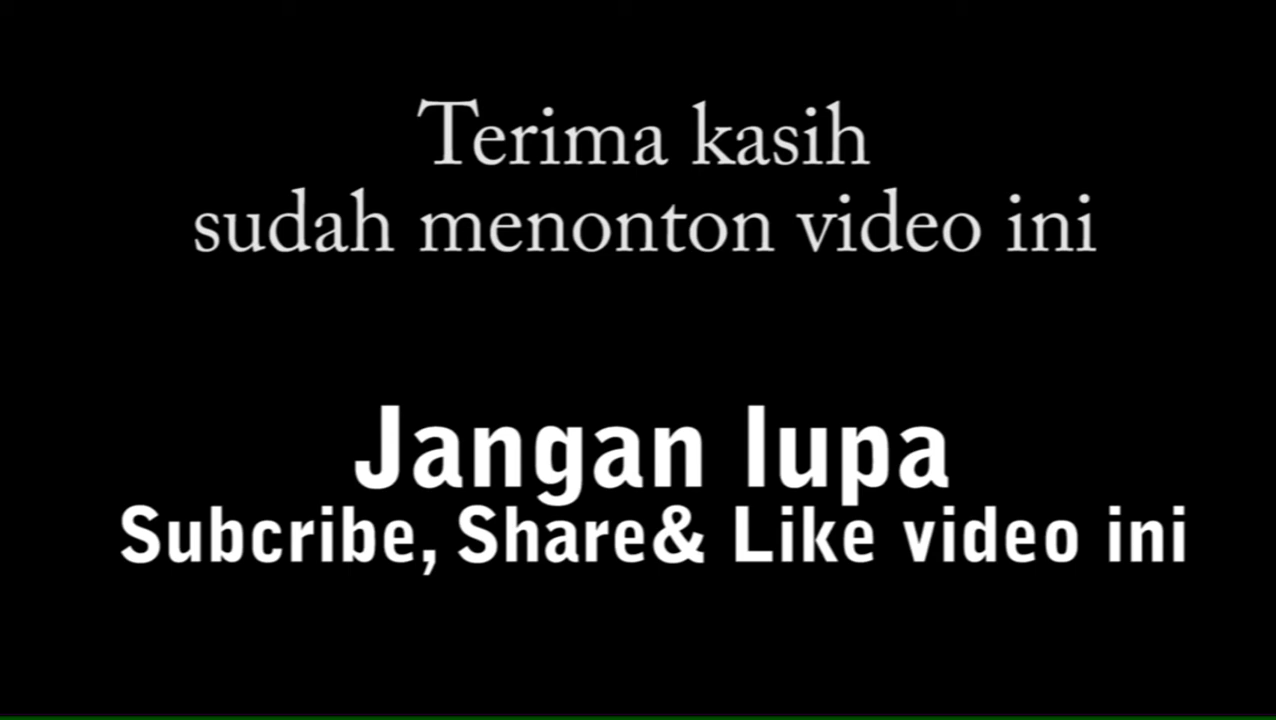 Terima kasih
sudah menonton video ini
Jangan lupa
Subcribe, Share& Like video ini